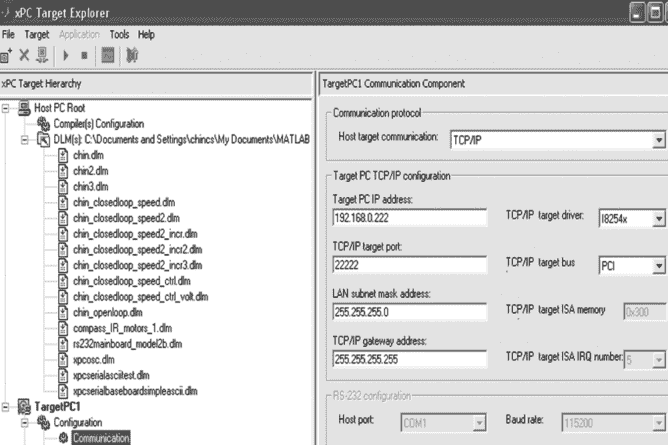 xPC Target Explorer
File Target Application Tools Help
xPC Target Hierarchy
Host PC Root
Compiler(s) Configuration
DLM(s): C:\Documents and Settings\chincs\My Documents\MATLAB
chin.dlm
chin2.dlm
chin3.dlm
chin_closedloop_speed.dlm
chin_closedloop_speed2.dlm
chin_closedloop_speed2_incr.dlm
chin_closedloop_speed2_incr2.dlm
chin_closedloop_speed2_incr3.dlm
chin_closedloop_speed_ctrl.dlm
chin_closedloop_speed_ctrl_volt.dlm
chin_openloop.dlm
compass_IR_motors_1.dlm
rs232mainboard_model2b.dlm
xpcosc.dlm
xpcserialasciitest.dlm
xpcserialbaseboardsimpleascii.dlm
TargetPC1
Configuration
Communication
TargetPC1 Communication Component
Communication protocol
Host target communication: TCP/IP
Target PC TCP/IP configuration
Target PC IP address:
192.168.0.222 TCP/IP target driver: I8254x
TCP/IP target port:
22222 TCP/IP target bus PCI
LAN subnet mask address:
255.255.255.0 TCP/IP target ISA memory 0x300
TCP/IP gateway address:
255.255.255.255 TCP/IP target ISA IRQ number: 5
RS-232 configuration
Host port: COM1 Baud rate: 115200